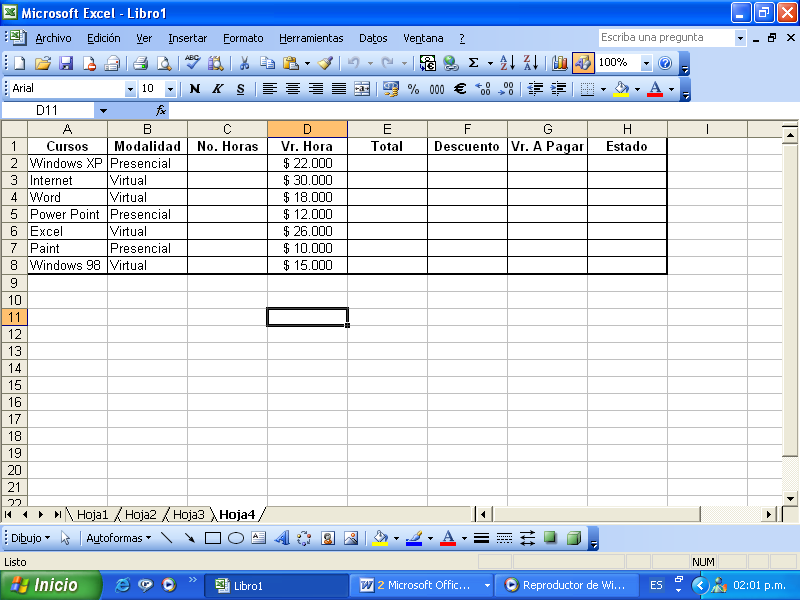 Microsoft Excel - Libro1
Archivo Edición Ver Insertar Formato Herramientas Datos Ventana ? Escriba una pregunta
100%
Arial 10 N K S % 000 €
D11 fx
A B C D E F G H I
1 Cursos Modalidad No. Horas Vr. Hora Total Descuento Vr. A Pagar Estado
2 Windows XP Presencial $ 22.000
3 Internet Virtual $ 30.000
4 Word Virtual $ 18.000
5 Power Point Presencial $ 12.000
6 Excel Virtual $ 26.000
7 Paint Presencial $ 10.000
8 Windows 98 Virtual $ 15.000
9
10
11
12
13
14
15
16
17
18
19
20
21
22
Hoja1 Hoja2 Hoja3 Hoja4
Dibujo Autoformas
Listo NUM
Inicio Libro1 2 Microsoft Offic... Reproductor de Wi... ES 02:01 p.m.